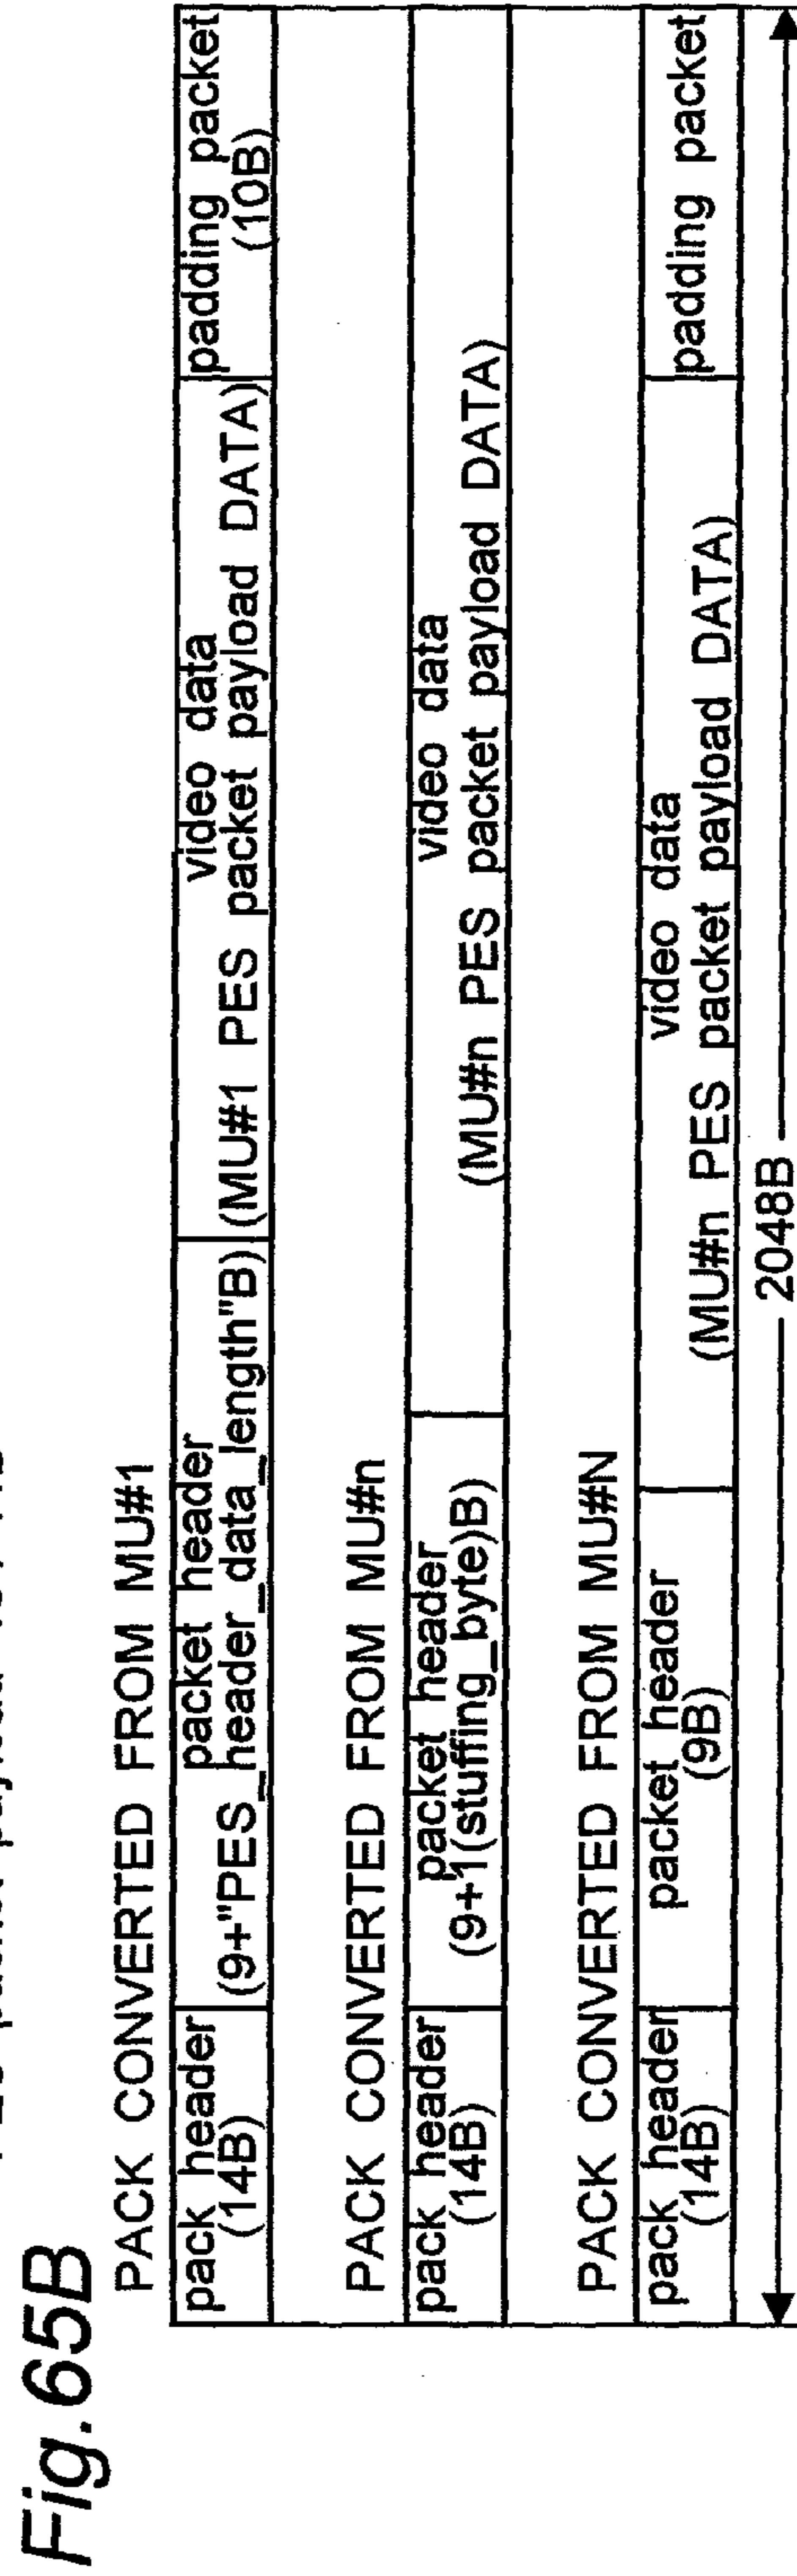 Fig.65B
PACK CONVERTED FROM MU#1
pack header
(14B)
packet header
(9+"PES_header_data_length"B)
video data
(MU#1 PES packet payload DATA)
padding packet
(10B)
PACK CONVERTED FROM MU#n
pack header
(14B)
packet header
(9+1(stuffing_byte)B)
video data
(MU#n PES packet payload DATA)
PACK CONVERTED FROM MU#N
pack header
(14B)
packet header
(9B)
video data
(MU#n PES packet payload DATA)
padding packet
2048B